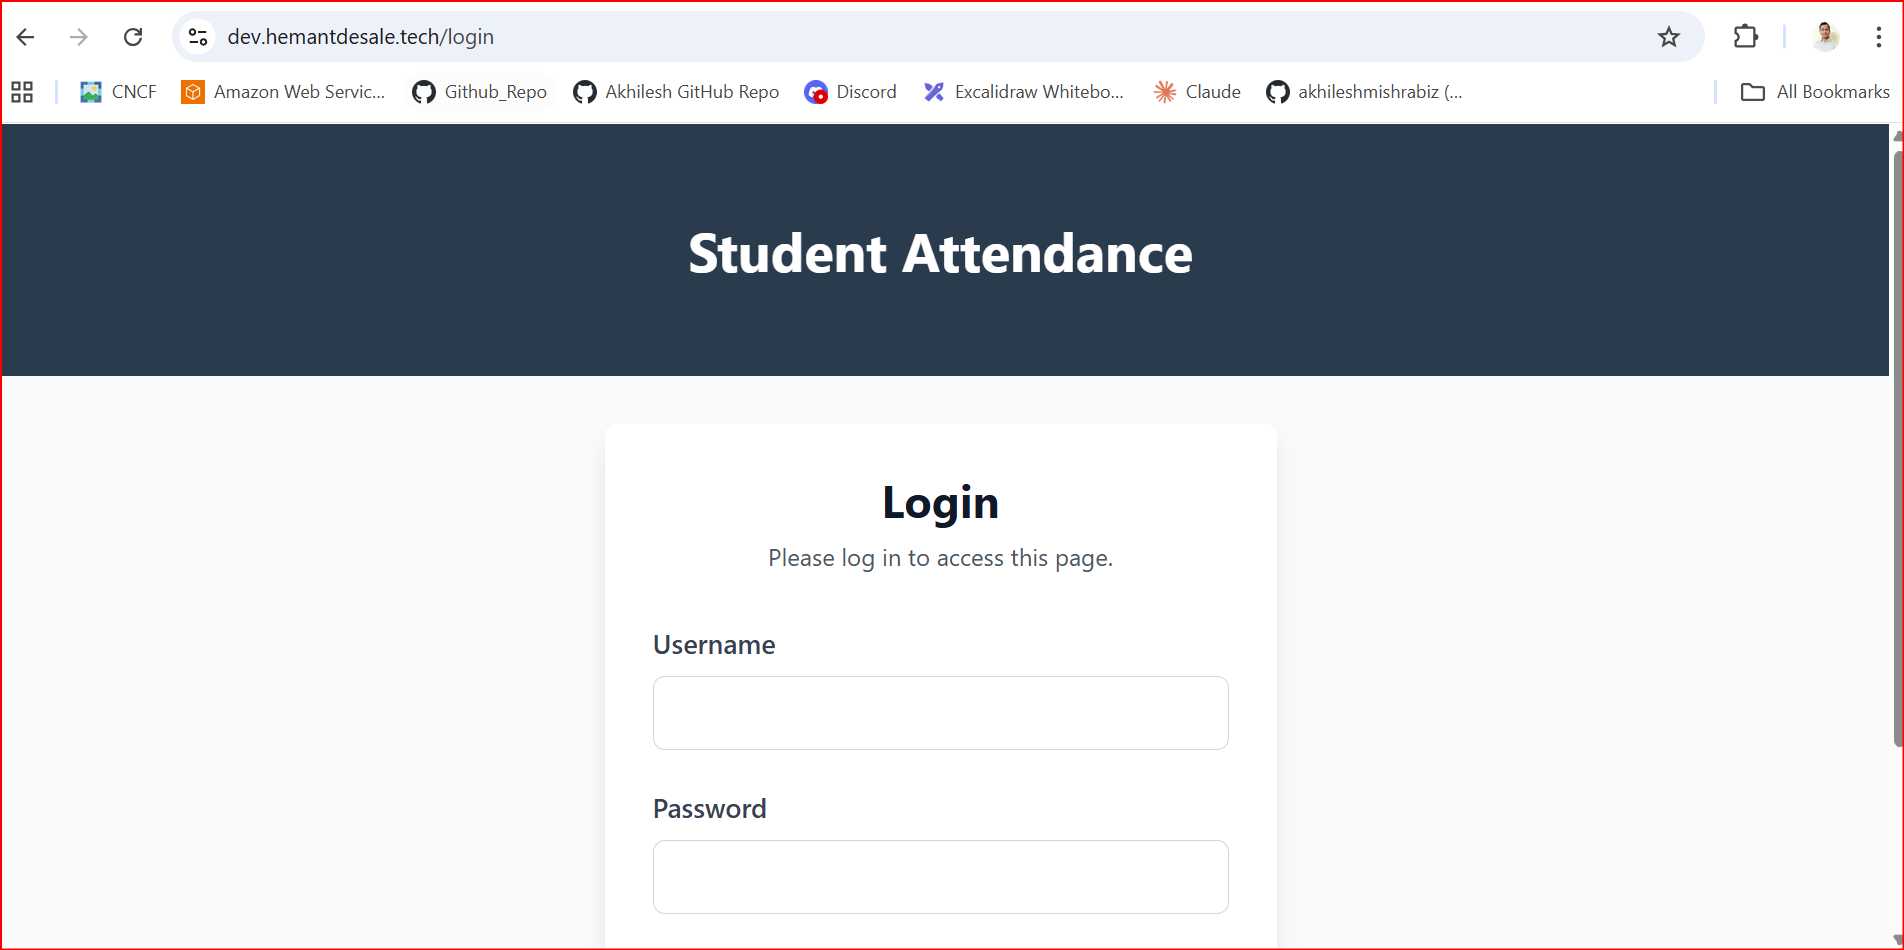 dev.hemantdesale.tech/login
CNCF
Amazon Web Servic...
Github_Repo
Akhilesh GitHub Repo
Discord
Excalidraw Whitebo...
Claude
akhileshmishrabiz (...
All Bookmarks
Student Attendance
Login
Please log in to access this page.
Username
Password